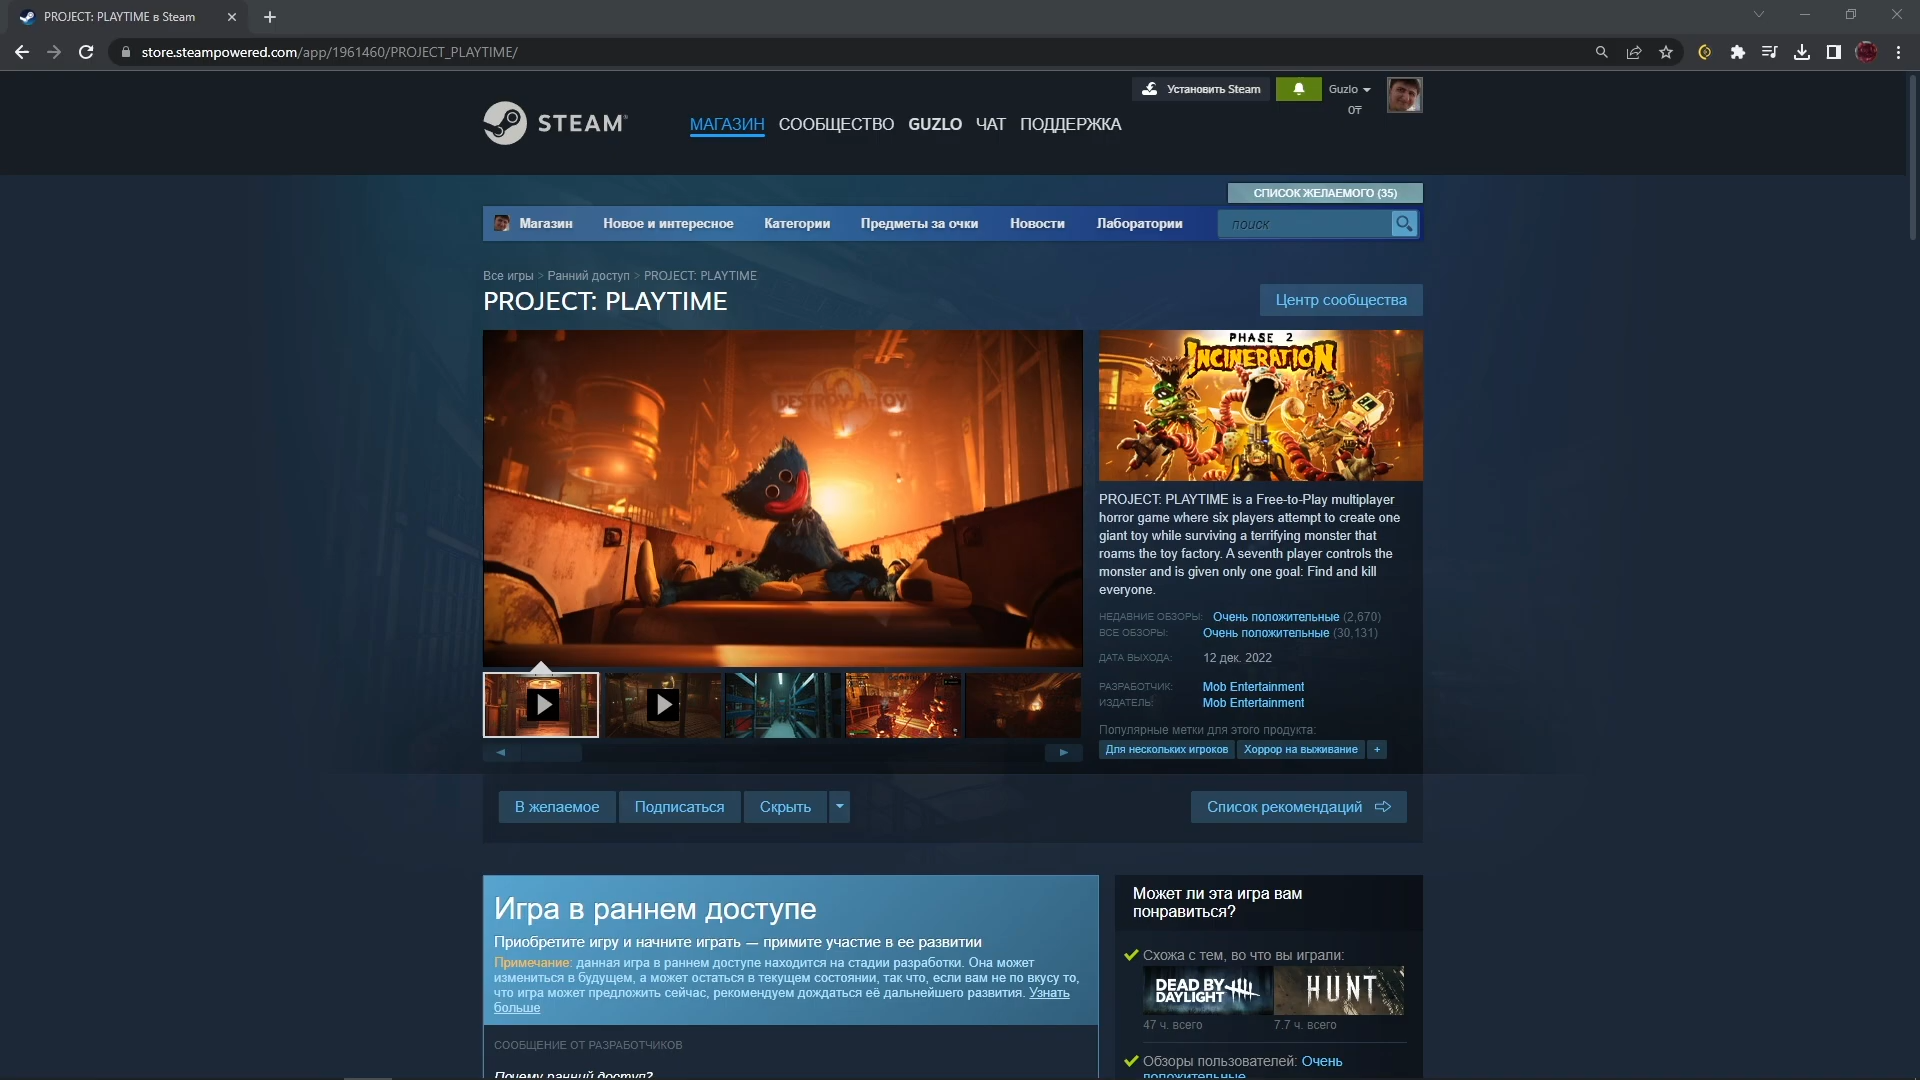 PROJECT: PLAYTIME в Steam
store.steampowered.com/app/1961460/PROJECT_PLAYTIME/
Установить Steam
Guzlo
0₸
STEAM
МАГАЗИН СООБЩЕСТВО GUZLO ЧАТ ПОДДЕРЖКА
СПИСОК ЖЕЛАЕМОГО (35)
Магазин Новое и интересное Категории Предметы за очки Новости Лаборатории поиск
Все игры > Ранний доступ > PROJECT: PLAYTIME
PROJECT: PLAYTIME
Центр сообщества
DESTROY-A-TOY
PHASE 2
INCINERATION
PROJECT: PLAYTIME is a Free-to-Play multiplayer
horror game where six players attempt to create one
giant toy while surviving a terrifying monster that
roams the toy factory. A seventh player controls the
monster and is given only one goal: Find and kill
everyone.
НЕДАВНИЕ ОБЗОРЫ: Очень положительные (2,670)
ВСЕ ОБЗОРЫ: Очень положительные (30,131)
ДАТА ВЫХОДА: 12 дек. 2022
РАЗРАБОТЧИК: Mob Entertainment
ИЗДАТЕЛЬ: Mob Entertainment
Популярные метки для этого продукта:
Для нескольких игроков Хоррор на выживание +
В желаемое Подписаться Скрыть
Список рекомендаций
Игра в раннем доступе
Приобретите игру и начните играть — примите участие в ее развитии
Примечание: данная игра в раннем доступе находится на стадии разработки. Она может
измениться в будущем, а может остаться в текущем состоянии, так что, если вам не по вкусу то,
что игра может предложить сейчас, рекомендуем дождаться её дальнейшего развития. Узнать
больше
СООБЩЕНИЕ ОТ РАЗРАБОТЧИКОВ
Почему ранний доступ?
Может ли эта игра вам
понравиться?
Схожа с тем, во что вы играли:
DEAD BY
DAYLIGHT
HUNT
47 ч. всего 7.7 ч. всего
Обзоры пользователей: Очень
положительные